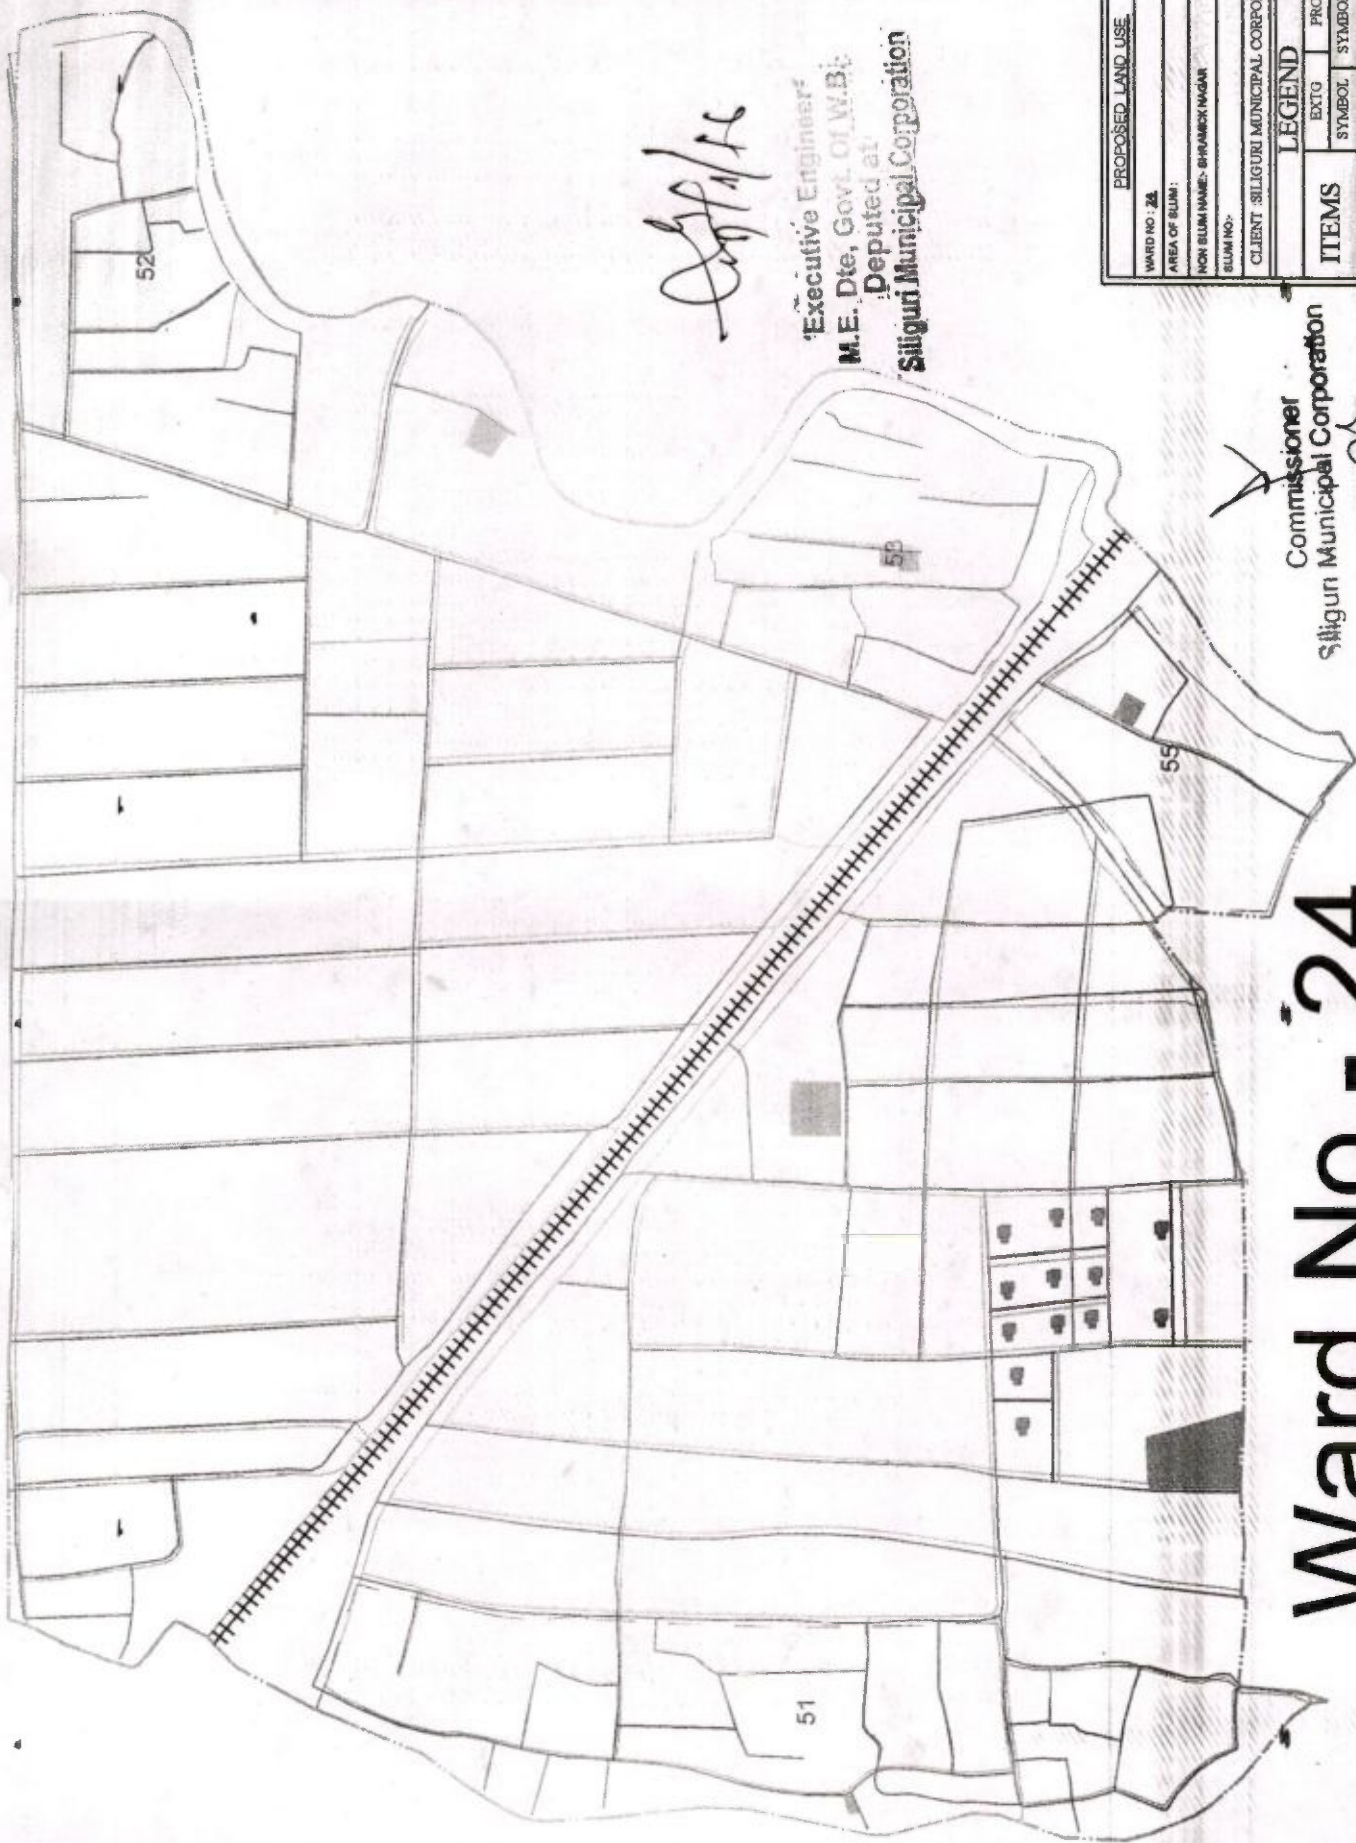 52
53
55
51
"Executive Engineer"
M.E. Dte, Govt. Of W.B.
Deputed at
Siliguri Municipal Corporation
Commissioner
Siliguri Municipal Corporation
Ward No - 24
PROPOSED LAND USE
WARD NO : 24
AREA OF SLUM :
NON SLUM NAME:- SHRAMICK NAGAR
SLUM NO:-
CLIENT :SILIGURI MUNICIPAL CORPO
LEGEND
ITEMS
EXTG
PRO
SYMBOL
SYMBO